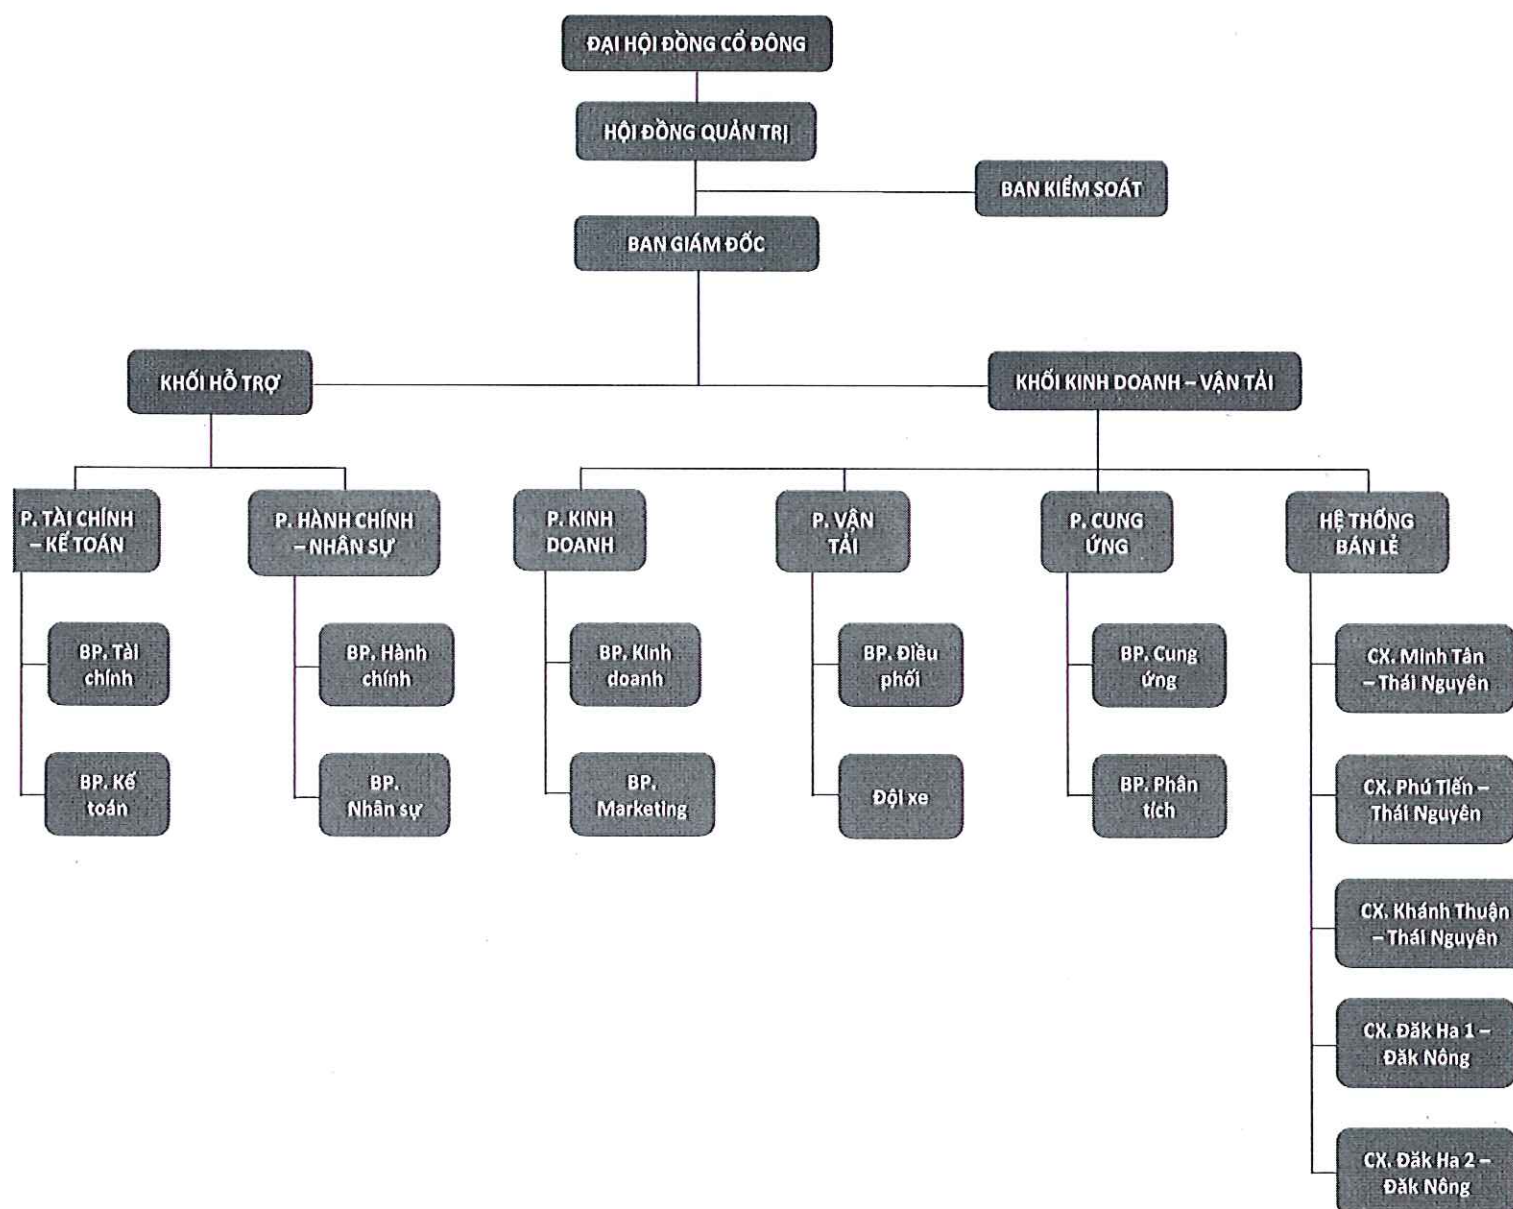 ĐẠI HỘI ĐỒNG CỔ ĐÔNG
HỘI ĐỒNG QUẢN TRỊ
BAN KIỂM SOÁT
BAN GIÁM ĐỐC
KHỐI HỖ TRỢ
KHỐI KINH DOANH – VẬN TẢI
P. TÀI CHÍNH
– KẾ TOÁN
P. HÀNH CHÍNH
– NHÂN SỰ
P. KINH
DOANH
P. VẬN
TẢI
P. CUNG
ỨNG
HỆ THỐNG
BÁN LẺ
BP. Tài
chính
BP. Hành
chính
BP. Kinh
doanh
BP. Điều
phối
BP. Cung
ứng
CX. Minh Tân
– Thái Nguyên
BP. Kế
toán
BP.
Nhân sự
BP.
Marketing
Đội xe
BP. Phân
tích
CX. Phú Tiến –
Thái Nguyên
CX. Khánh Thuận
– Thái Nguyên
CX. Đăk Ha 1 –
Đăk Nông
CX. Đăk Ha 2 –
Đăk Nông